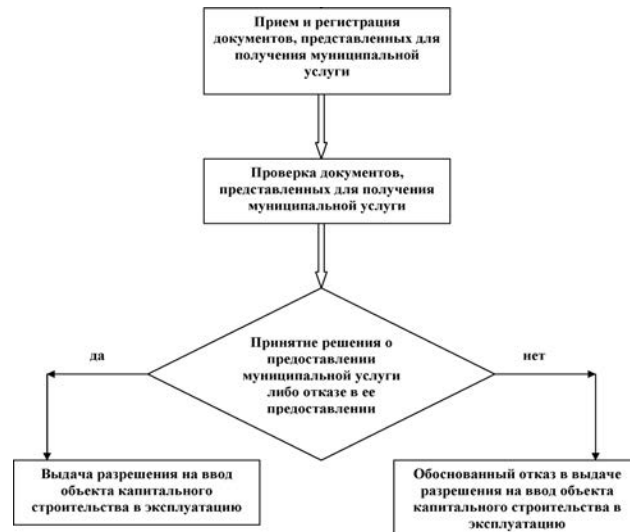 Прием и регистрация
документов, представленных для
получения муниципальной
услуги
Проверка документов,
представленных для получения
муниципальной услуги
Принятие решения о
предоставлении
муниципальной услуги
либо отказе в ее
предоставлении
да
нет
Выдача разрешения на ввод
объекта капитального
строительства в эксплуатацию
Обоснованный отказ в выдаче
разрешения на ввод объекта
капитального строительства в
эксплуатацию